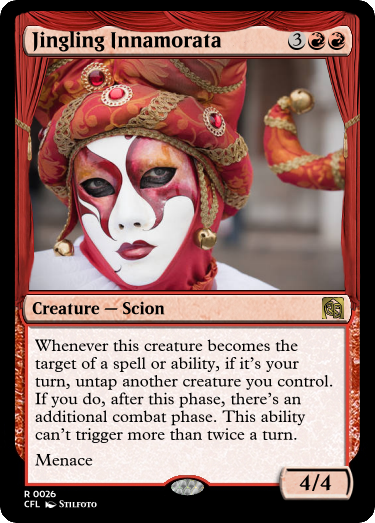 Jingling Innamorata 3
Creature — Scion
Whenever this creature becomes the
target of a spell or ability, if it's your
turn, untap another creature you control.
If you do, after this phase, there's an
additional combat phase. This ability
can't trigger more than twice a turn.
Menace
4/4
R 0026
CFL STILFOTO